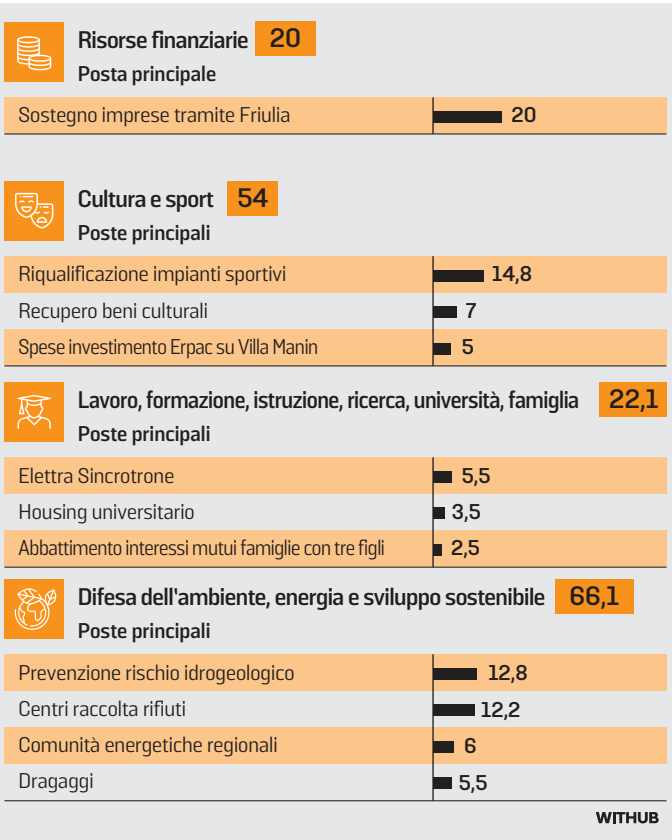 Risorse finanziarie 20
Posta principale
Sostegno imprese tramite Friulia 20
Cultura e sport 54
Poste principali
Riqualificazione impianti sportivi 14,8
Recupero beni culturali 7
Spese investimento Erpac su Villa Manin 5
Lavoro, formazione, istruzione, ricerca, università, famiglia 22,1
Poste principali
Elettra Sincrotrone 5,5
Housing universitario 3,5
Abbattimento interessi mutui famiglie con tre figli 2,5
Difesa dell'ambiente, energia e sviluppo sostenibile 66,1
Poste principali
Prevenzione rischio idrogeologico 12,8
Centri raccolta rifiuti 12,2
Comunità energetiche regionali 6
Dragaggi 5,5
WITHUB